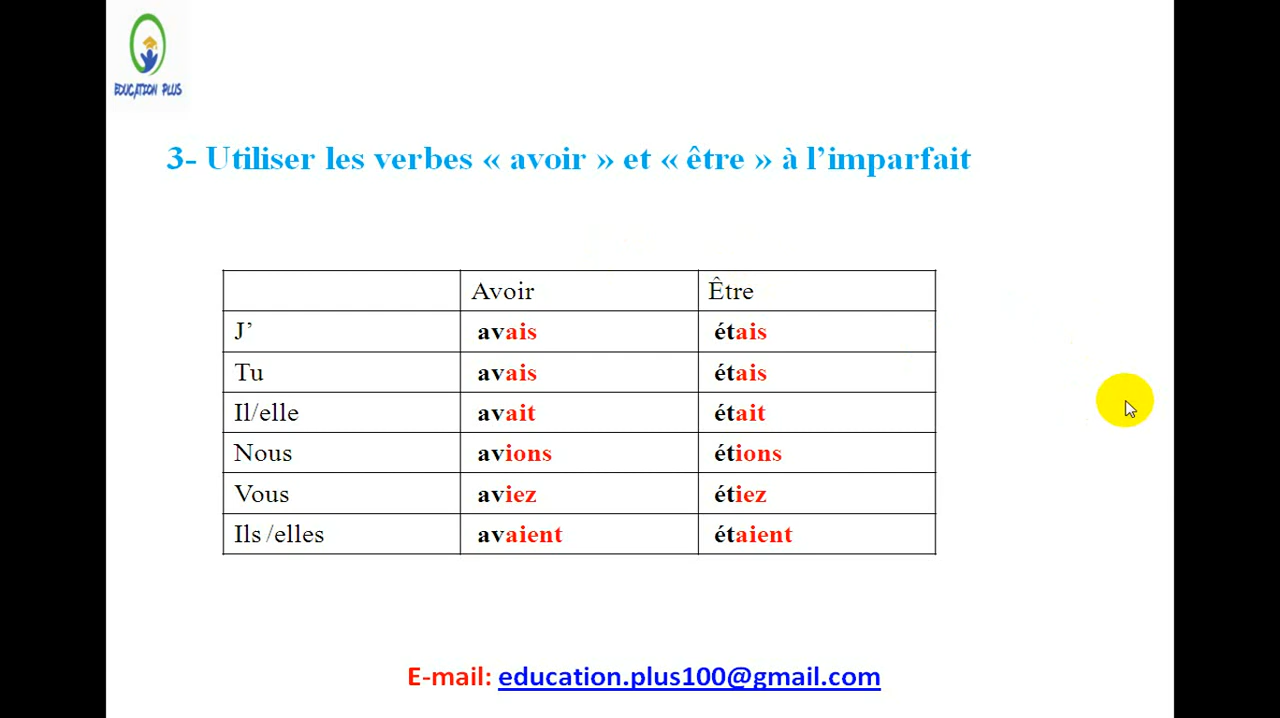 EDUCATION PLUS
3- Utiliser les verbes « avoir » et « être » à l’imparfait
Avoir Être
J’ avais étais
Tu avais étais
Il/elle avait était
Nous avions étions
Vous aviez étiez
Ils /elles avaient étaient
E-mail: education.plus100@gmail.com